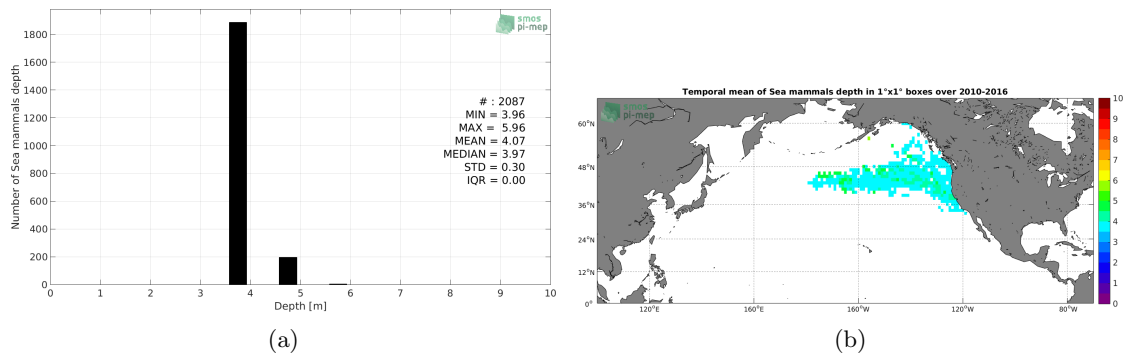 smos
pi-mep
1800
1600
1400
1200
1000
800
600
400
200
0
Number of Sea mammals depth
# : 2087
MIN = 3.96
MAX = 5.96
MEAN = 4.07
MEDIAN = 3.97
STD = 0.30
IQR = 0.00
0 1 2 3 4 5 6 7 8 9 10
Depth [m]
(a)
Temporal mean of Sea mammals depth in 1°x1° boxes over 2010-2016
smos
pi-mep
60°N
48°N
36°N
24°N
12°N
0°
120°E 160°E 160°W 120°W 80°W
10
9
8
7
6
5
4
3
2
1
0
(b)